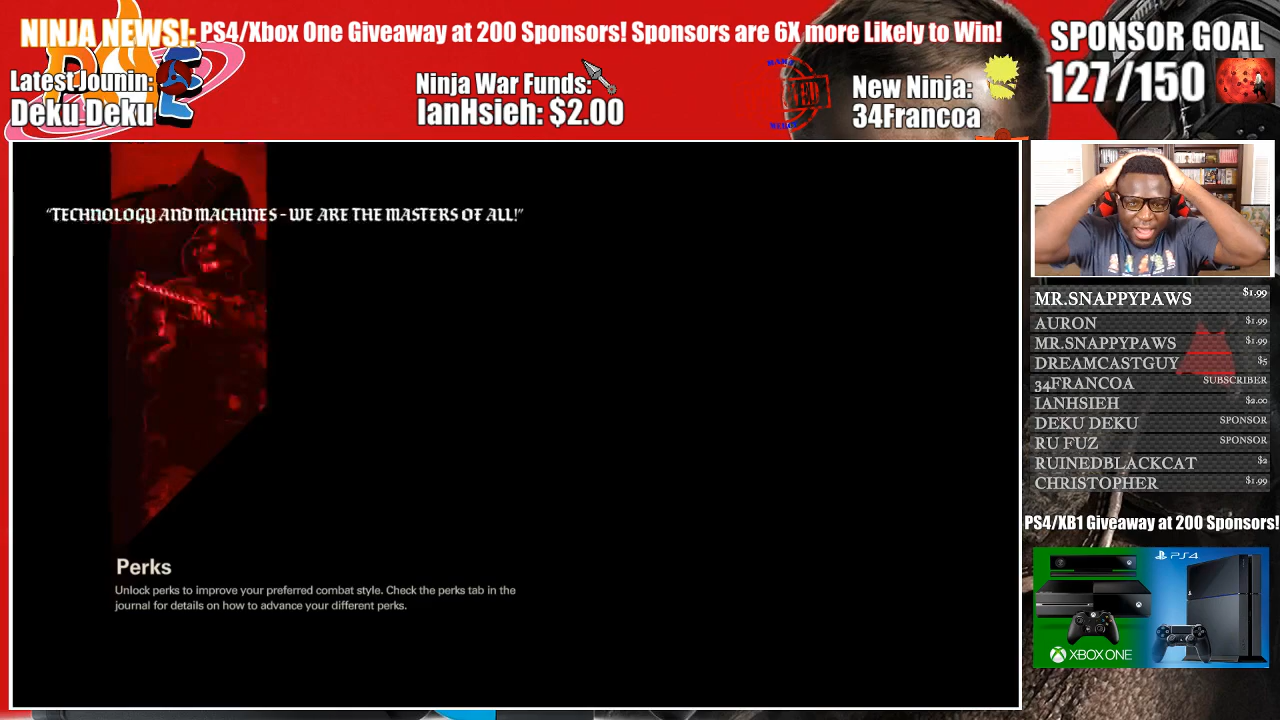 NINJA NEWS!: PS4/Xbox One Giveaway at 200 Sponsors! Sponsors are 6X more Likely to Win!
Latest Jounin:
Deku Deku
Ninja War Funds:
IanHsieh: $2.00
New Ninja:
34Francoa
SPONSOR GOAL
127/150
"TECHNOLOGY AND MACHINES - WE ARE THE MASTERS OF ALL!"
Perks
Unlock perks to improve your preferred combat style. Check the perks tab in the
journal for details on how to advance your different perks.
MR.SNAPPYPAWS $1.99
AURON $1.99
MR.SNAPPYPAWS $1.99
DREAMCASTGUY $5
34FRANCOA SUBSCRIBER
IANHSIEH $2.00
DEKU DEKU SPONSOR
RU FUZ SPONSOR
RUINEDBLACKCAT $2
CHRISTOPHER $1.99
PS4/XB1 Giveaway at 200 Sponsors!
PS4
XBOX ONE